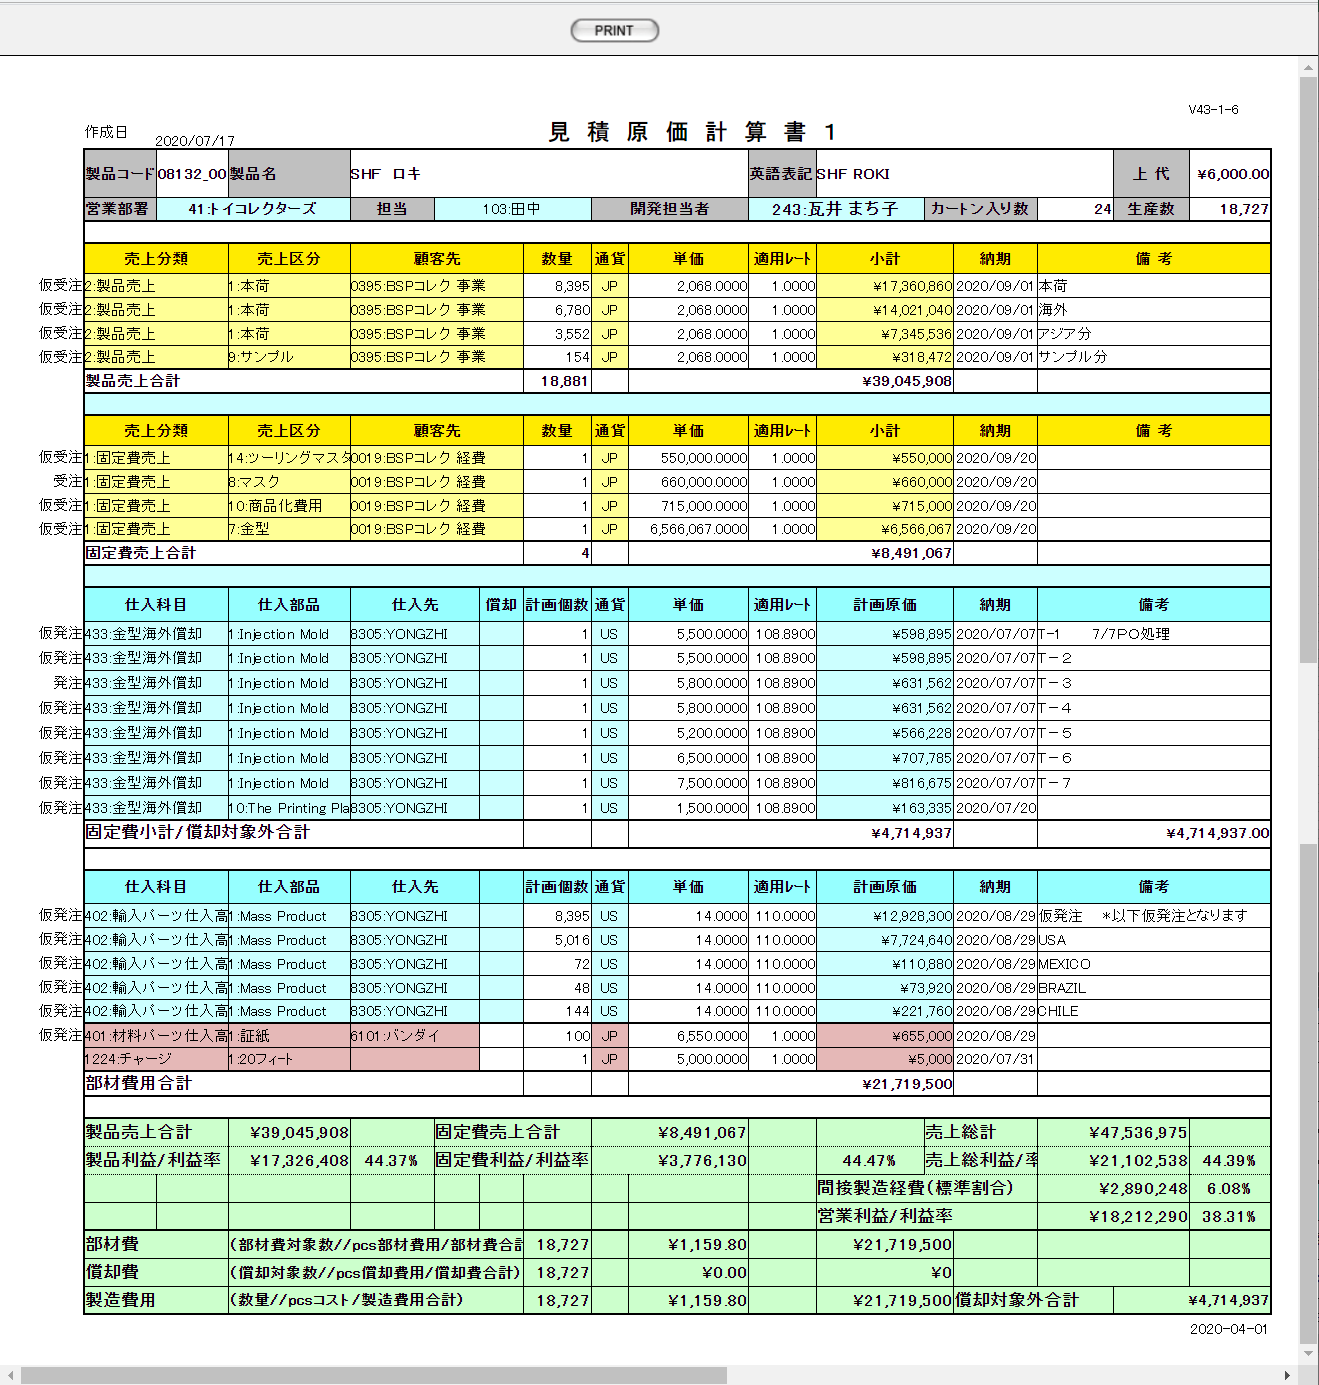 PRINT
V43-1-6
作成日 2020/07/17 見積原価計算書 1
製品コード 08132_00 製品名 SHF ロキ 英語表記 SHF ROKI 上代 ¥6,000.00
営業部署 41:トイコレクターズ 担当 103:田中 開発担当者 243:瓦井 まち子 カートン入り数 24 生産数 18,727
売上分類 売上区分 顧客先 数量 通貨 単価 適用ﾚｰﾄ 小計 納期 備考
仮受注 2:製品売上 1:本荷 0395:BSPコレク 事業 8,395 JP 2,068.0000 1.0000 ¥17,360,860 2020/09/01 本荷
仮受注 2:製品売上 1:本荷 0395:BSPコレク 事業 6,780 JP 2,068.0000 1.0000 ¥14,021,040 2020/09/01 海外
仮受注 2:製品売上 1:本荷 0395:BSPコレク 事業 3,552 JP 2,068.0000 1.0000 ¥7,345,536 2020/09/01 アジア分
仮受注 2:製品売上 9:サンプル 0395:BSPコレク 事業 154 JP 2,068.0000 1.0000 ¥318,472 2020/09/01 サンプル分
製品売上合計 18,881 ¥39,045,908
売上分類 売上区分 顧客先 数量 通貨 単価 適用ﾚｰﾄ 小計 納期 備考
仮受注 1:固定費売上 14:ツーリングマスタ 0019:BSPコレク 経費 1 JP 550,000.0000 1.0000 ¥550,000 2020/09/20
受注 1:固定費売上 8:マスク 0019:BSPコレク 経費 1 JP 660,000.0000 1.0000 ¥660,000 2020/09/20
仮受注 1:固定費売上 10:商品化費用 0019:BSPコレク 経費 1 JP 715,000.0000 1.0000 ¥715,000 2020/09/20
仮受注 1:固定費売上 7:金型 0019:BSPコレク 経費 1 JP 6,566,067.0000 1.0000 ¥6,566,067 2020/09/20
固定費売上合計 4 ¥8,491,067
仕入科目 仕入部品 仕入先 償却 計画個数 通貨 単価 適用ﾚｰﾄ 計画原価 納期 備考
仮発注 433:金型海外償却 1:Injection Mold 8305:YONGZHI 1 US 5,500.0000 108.8900 ¥598,895 2020/07/07 T-1 7/7PO処理
仮発注 433:金型海外償却 1:Injection Mold 8305:YONGZHI 1 US 5,500.0000 108.8900 ¥598,895 2020/07/07 T－2
発注 433:金型海外償却 1:Injection Mold 8305:YONGZHI 1 US 5,800.0000 108.8900 ¥631,562 2020/07/07 T－3
仮発注 433:金型海外償却 1:Injection Mold 8305:YONGZHI 1 US 5,800.0000 108.8900 ¥631,562 2020/07/07 T－4
仮発注 433:金型海外償却 1:Injection Mold 8305:YONGZHI 1 US 5,200.0000 108.8900 ¥566,228 2020/07/07 T－5
仮発注 433:金型海外償却 1:Injection Mold 8305:YONGZHI 1 US 6,500.0000 108.8900 ¥707,785 2020/07/07 T－6
仮発注 433:金型海外償却 1:Injection Mold 8305:YONGZHI 1 US 7,500.0000 108.8900 ¥816,675 2020/07/07 T－7
仮発注 433:金型海外償却 10:The Printing Pla 8305:YONGZHI 1 US 1,500.0000 108.8900 ¥163,335 2020/07/20
固定費小計/償却対象外合計 ¥4,714,937 ¥4,714,937.00
仕入科目 仕入部品 仕入先 計画個数 通貨 単価 適用ﾚｰﾄ 計画原価 納期 備考
仮発注 402:輸入パーツ仕入高 1:Mass Product 8305:YONGZHI 8,395 US 14.0000 110.0000 ¥12,928,300 2020/08/29 仮発注 *以下仮発注となります
仮発注 402:輸入パーツ仕入高 1:Mass Product 8305:YONGZHI 5,016 US 14.0000 110.0000 ¥7,724,640 2020/08/29 USA
仮発注 402:輸入パーツ仕入高 1:Mass Product 8305:YONGZHI 72 US 14.0000 110.0000 ¥110,880 2020/08/29 MEXICO
仮発注 402:輸入パーツ仕入高 1:Mass Product 8305:YONGZHI 48 US 14.0000 110.0000 ¥73,920 2020/08/29 BRAZIL
仮発注 402:輸入パーツ仕入高 1:Mass Product 8305:YONGZHI 144 US 14.0000 110.0000 ¥221,760 2020/08/29 CHILE
仮発注 401:材料パーツ仕入高 1:証紙 6101:バンダイ 100 JP 6,550.0000 1.0000 ¥655,000 2020/08/29
1224:チャージ 1:20フィート 1 JP 5,000.0000 1.0000 ¥5,000 2020/07/31
部材費用合計 ¥21,719,500
製品売上合計 ¥39,045,908 固定費売上合計 ¥8,491,067 売上総計 ¥47,536,975
製品利益/利益率 ¥17,326,408 44.37% 固定費利益/利益率 ¥3,776,130 44.47% 売上総利益/率 ¥21,102,538 44.39%
間接製造経費(標準割合) ¥2,890,248 6.08%
営業利益/利益率 ¥18,212,290 38.31%
部材費 (部材費対象数//pcs部材費用/部材費合計 18,727 ¥1,159.80 ¥21,719,500
償却費 (償却対象数//pcs償却費用/償却費合計) 18,727 ¥0.00 ¥0
製造費用 (数量//pcsコスト/製造費用合計) 18,727 ¥1,159.80 ¥21,719,500 償却対象外合計 ¥4,714,937
2020-04-01